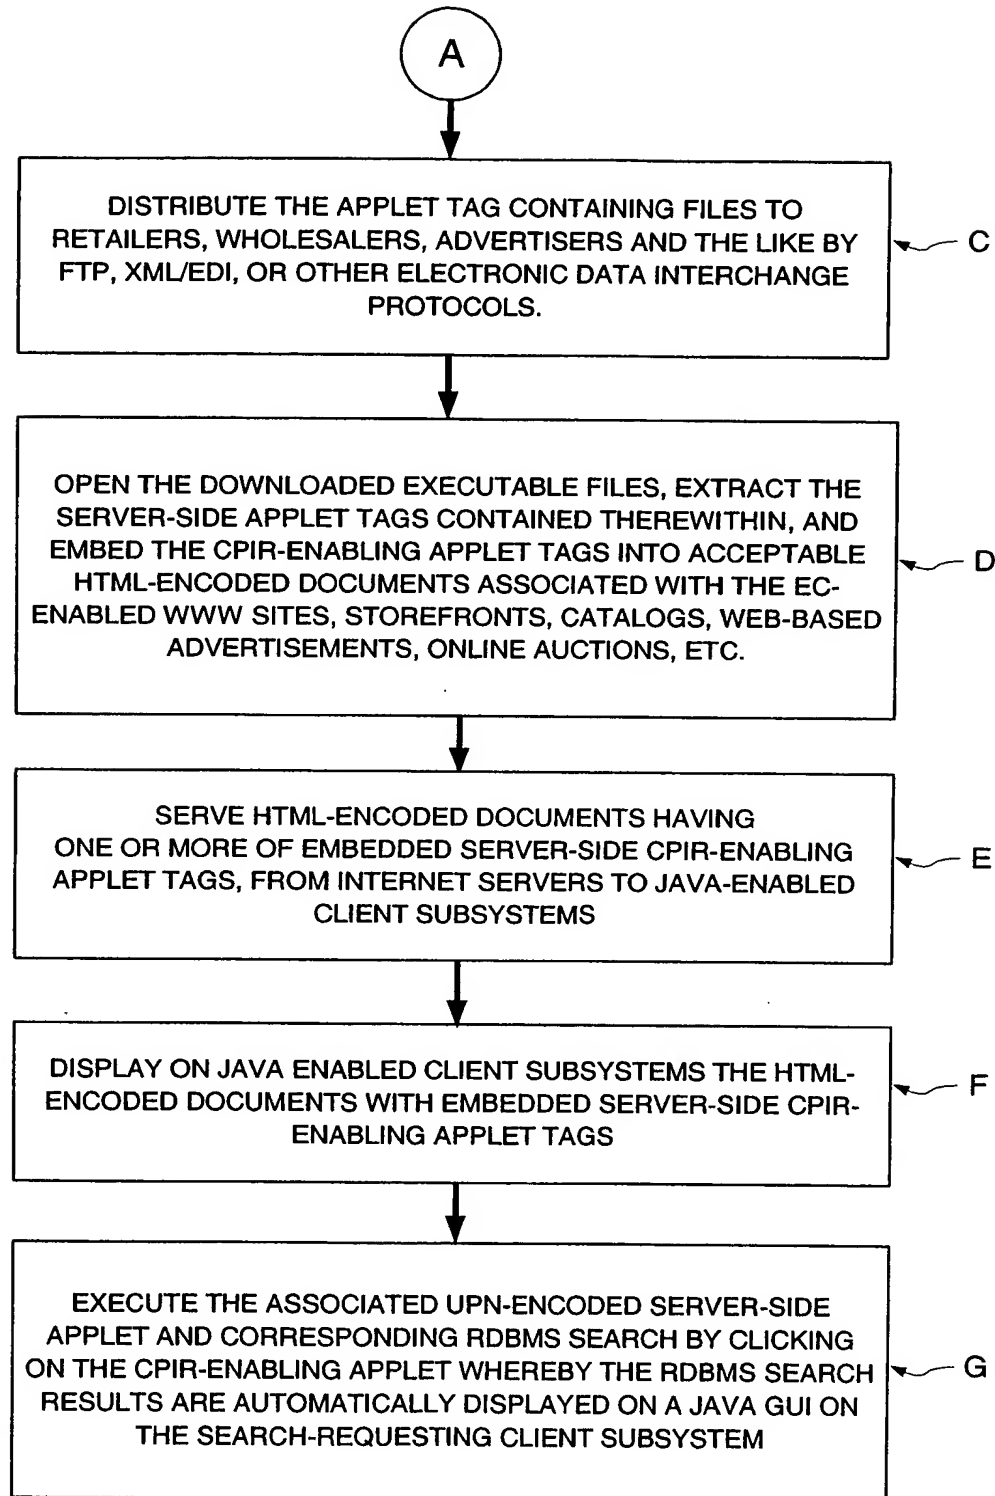 A
DISTRIBUTE THE APPLET TAG CONTAINING FILES TO
RETAILERS, WHOLESALERS, ADVERTISERS AND THE LIKE BY
FTP, XML/EDI, OR OTHER ELECTRONIC DATA INTERCHANGE
PROTOCOLS.
C
OPEN THE DOWNLOADED EXECUTABLE FILES, EXTRACT THE
SERVER-SIDE APPLET TAGS CONTAINED THEREWITHIN, AND
EMBED THE CPIR-ENABLING APPLET TAGS INTO ACCEPTABLE
HTML-ENCODED DOCUMENTS ASSOCIATED WITH THE EC-
ENABLED WWW SITES, STOREFRONTS, CATALOGS, WEB-BASED
ADVERTISEMENTS, ONLINE AUCTIONS, ETC.
D
SERVE HTML-ENCODED DOCUMENTS HAVING
ONE OR MORE OF EMBEDDED SERVER-SIDE CPIR-ENABLING
APPLET TAGS, FROM INTERNET SERVERS TO JAVA-ENABLED
CLIENT SUBSYSTEMS
E
DISPLAY ON JAVA ENABLED CLIENT SUBSYSTEMS THE HTML-
ENCODED DOCUMENTS WITH EMBEDDED SERVER-SIDE CPIR-
ENABLING APPLET TAGS
F
EXECUTE THE ASSOCIATED UPN-ENCODED SERVER-SIDE
APPLET AND CORRESPONDING RDBMS SEARCH BY CLICKING
ON THE CPIR-ENABLING APPLET WHEREBY THE RDBMS SEARCH
RESULTS ARE AUTOMATICALLY DISPLAYED ON A JAVA GUI ON
THE SEARCH-REQUESTING CLIENT SUBSYSTEM
G